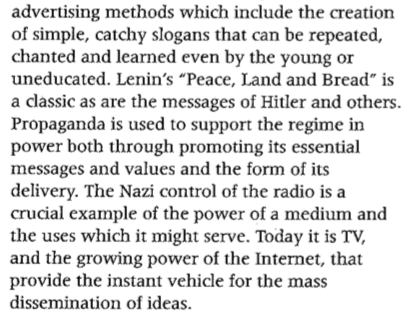 advertising methods which include the creation
of simple, catchy slogans that can be repeated,
chanted and learned even by the young or
uneducated. Lenin's "Peace, Land and Bread" is
a classic as are the messages of Hitler and others.
Propaganda is used to support the regime in
power both through promoting its essential
messages and values and the form of its
delivery. The Nazi control of the radio is a
crucial example of the power of a medium and
the uses which it might serve. Today it is TV,
and the growing power of the Internet, that
provide the instant vehicle for the mass
dissemination of ideas.